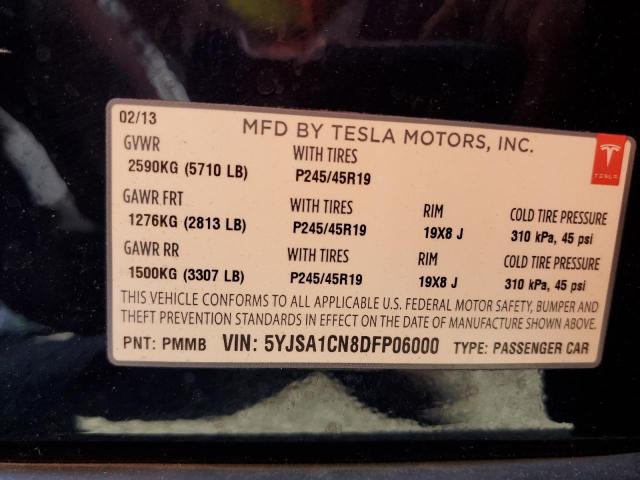 02/13
MFD BY TESLA MOTORS, INC.
GVWR WITH TIRES
2590KG (5710 LB) P245/45R19
TESLA
GAWR FRT WITH TIRES RIM COLD TIRE PRESSURE
1276KG (2813 LB) P245/45R19 19X8 J 310 kPa, 45 psi
GAWR RR WITH TIRES RIM COLD TIRE PRESSURE
1500KG (3307 LB) P245/45R19 19X8 J 310 kPa, 45 psi
THIS VEHICLE CONFORMS TO ALL APPLICABLE U.S. FEDERAL MOTOR SAFETY, BUMPER AND
THEFT PREVENTION STANDARDS IN EFFECT ON THE DATE OF MANUFACTURE SHOWN ABOVE.
PNT: PMMB VIN: 5YJSA1CN8DFP06000 TYPE: PASSENGER CAR